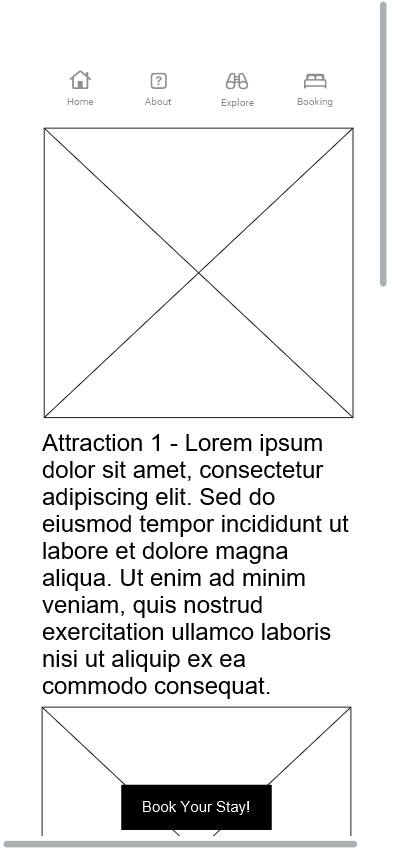 Home About Explore Booking
Attraction 1 - Lorem ipsum
dolor sit amet, consectetur
adipiscing elit. Sed do
eiusmod tempor incididunt ut
labore et dolore magna
aliqua. Ut enim ad minim
veniam, quis nostrud
exercitation ullamco laboris
nisi ut aliquip ex ea
commodo consequat.
Book Your Stay!